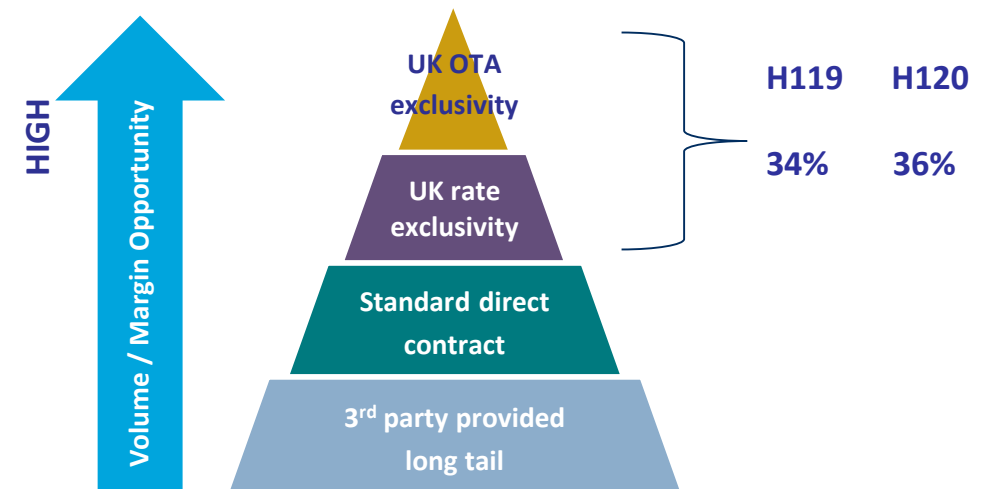 HIGH
Volume / Margin Opportunity
UK OTA
exclusivity
UK rate
exclusivity
Standard direct
contract
3rd party provided
long tail
H119 H120
34% 36%